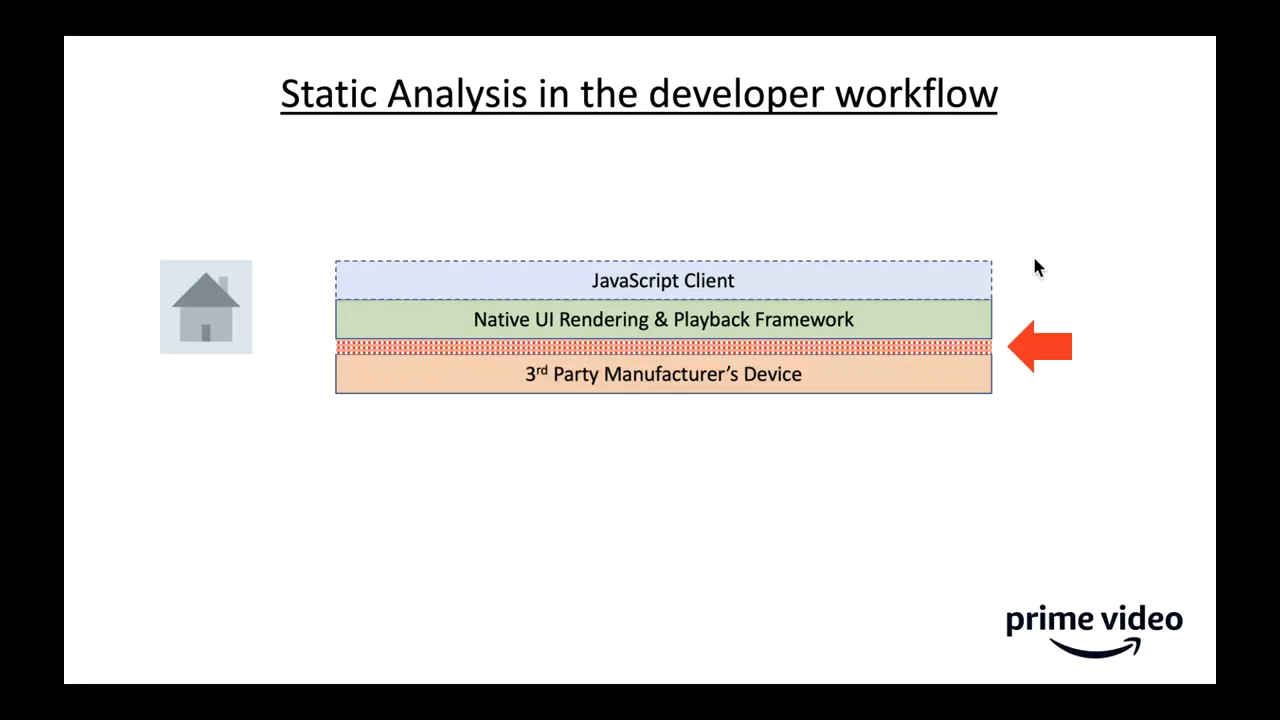 Static Analysis in the developer workflow
JavaScript Client
Native UI Rendering & Playback Framework
3rd Party Manufacturer’s Device
prime video